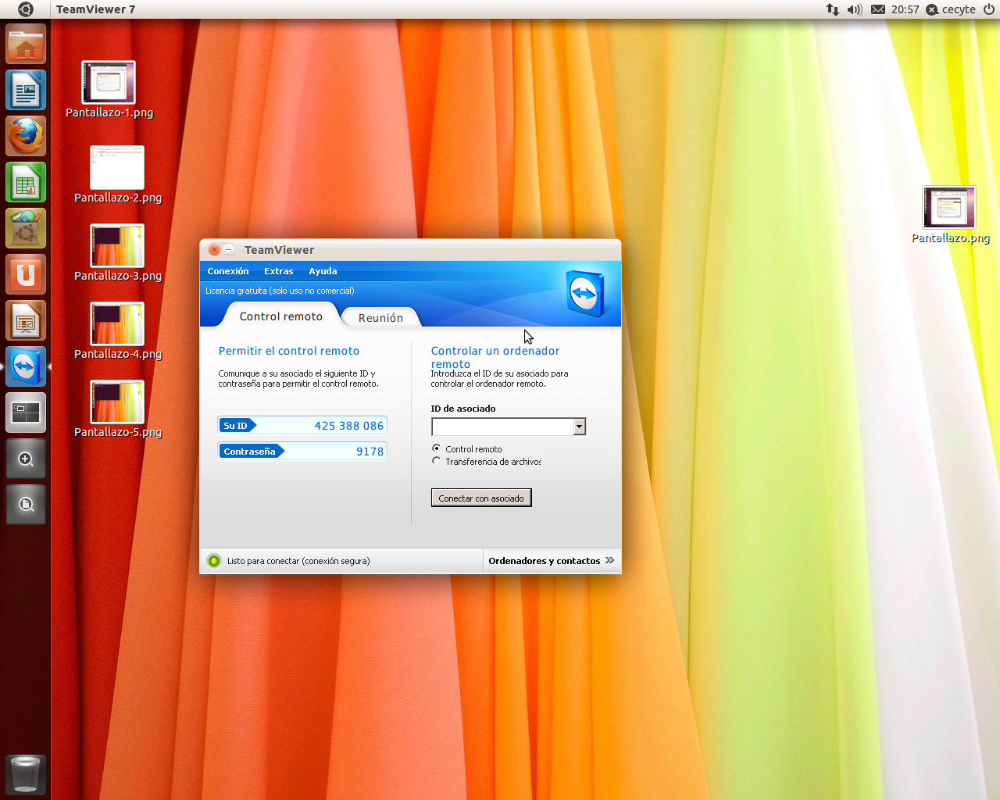 TeamViewer 7
20:57
cecyte
Pantallazo-1.png
Pantallazo-2.png
Pantallazo-3.png
Pantallazo-4.png
Pantallazo-5.png
Pantallazo.png
TeamViewer
Conexión Extras Ayuda
Licencia gratuita (solo uso no comercial)
Control remoto Reunión
Permitir el control remoto
Comunique a su asociado el siguiente ID y
contraseña para permitir el control remoto.
Su ID 425 388 086
Contraseña 9178
Controlar un ordenador
remoto
Introduzca el ID de su asociado para
controlar el ordenador remoto.
ID de asociado
Control remoto
Transferencia de archivos
Conectar con asociado
Listo para conectar (conexión segura)
Ordenadores y contactos